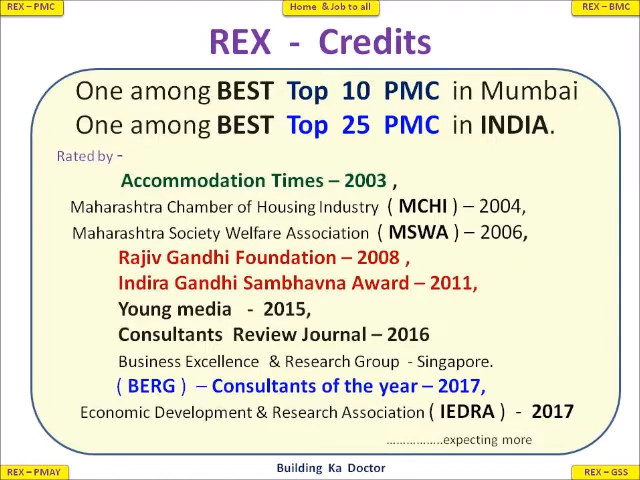 REX – PMC
Home & Job to all
REX – BMC
REX - Credits
One among BEST Top 10 PMC in Mumbai
One among BEST Top 25 PMC in INDIA.
Rated by -
Accommodation Times – 2003 ,
Maharashtra Chamber of Housing Industry ( MCHI ) – 2004,
Maharashtra Society Welfare Association ( MSWA ) – 2006,
Rajiv Gandhi Foundation – 2008 ,
Indira Gandhi Sambhavna Award – 2011,
Young media - 2015,
Consultants Review Journal – 2016
Business Excellence & Research Group - Singapore.
( BERG ) – Consultants of the year – 2017,
Economic Development & Research Association ( IEDRA ) - 2017
……………..expecting more
REX – PMAY
Building Ka Doctor
REX – GSS